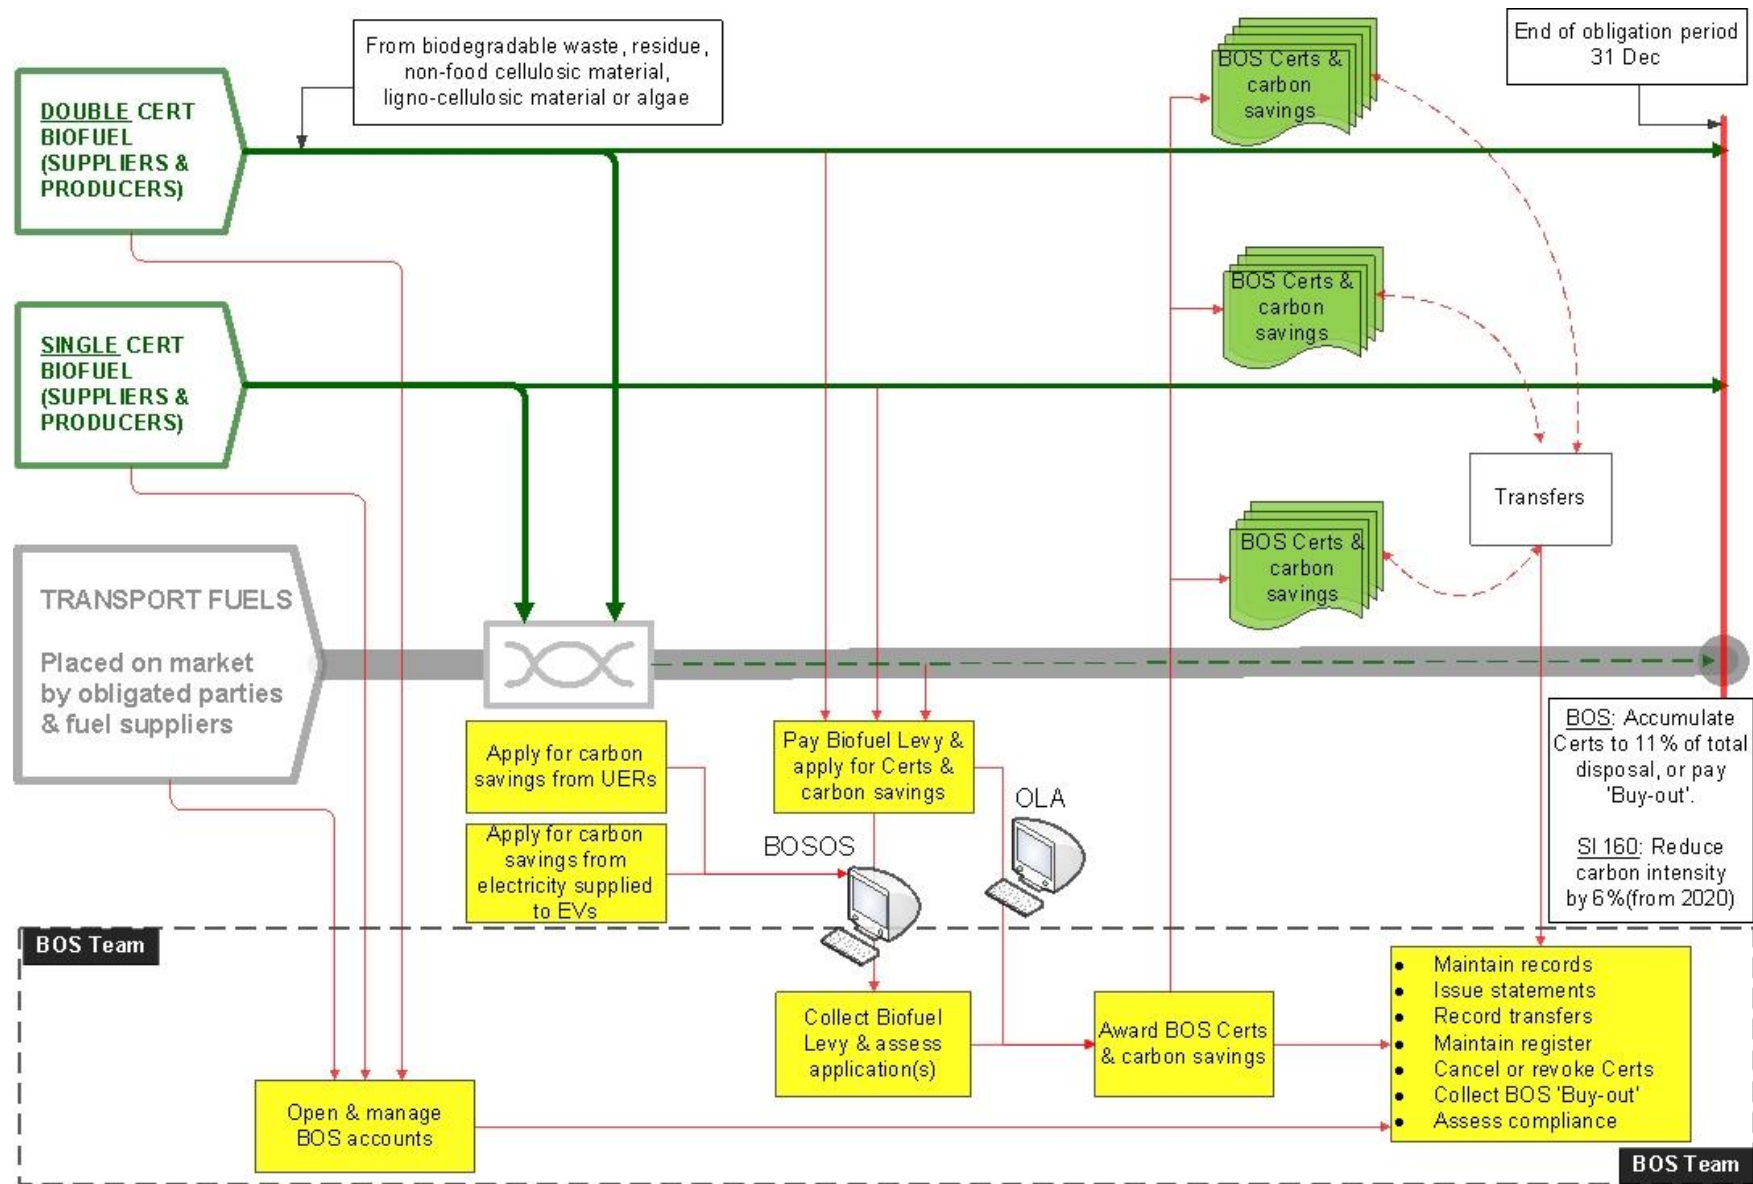 From biodegradable waste, residue,
non-food cellulosic material,
ligno-cellulosic material or algae
BOS Certs &
carbon
savings
End of obligation period
31 Dec
DOUBLE CERT
BIOFUEL
(SUPPLIERS &
PRODUCERS)
BOS Certs &
carbon
savings
SINGLE CERT
BIOFUEL
(SUPPLIERS &
PRODUCERS)
Transfers
BOS Certs &
carbon
savings
TRANSPORT FUELS
Placed on market
by obligated parties
& fuel suppliers
Apply for carbon
savings from UERs
Pay Biofuel Levy &
apply for Certs &
carbon savings
BOS: Accumulate
Certs to 11% of total
disposal, or pay
'Buy-out'.
SI 160: Reduce
carbon intensity
by 6%(from 2020)
OLA
BOSOS
Apply for carbon
savings from
electricity supplied
to EVs
BOS Team
Collect Biofuel
Levy & assess
application(s)
Award BOS Certs
& carbon savings
• Maintain records
• Issue statements
• Record transfers
• Maintain register
• Cancel or revoke Certs
• Collect BOS 'Buy-out'
• Assess compliance
Open & manage
BOS accounts
BOS Team